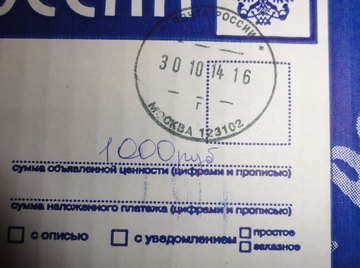 ПОЧТА РОССИИ
30 10 14 16
г
МОСКВА 123102
1000 руб
сумма объявленной ценности (цифрами и прописью)
сумма наложенного платежа (цифрами и прописью)
с описью
с уведомлением
простое
заказное